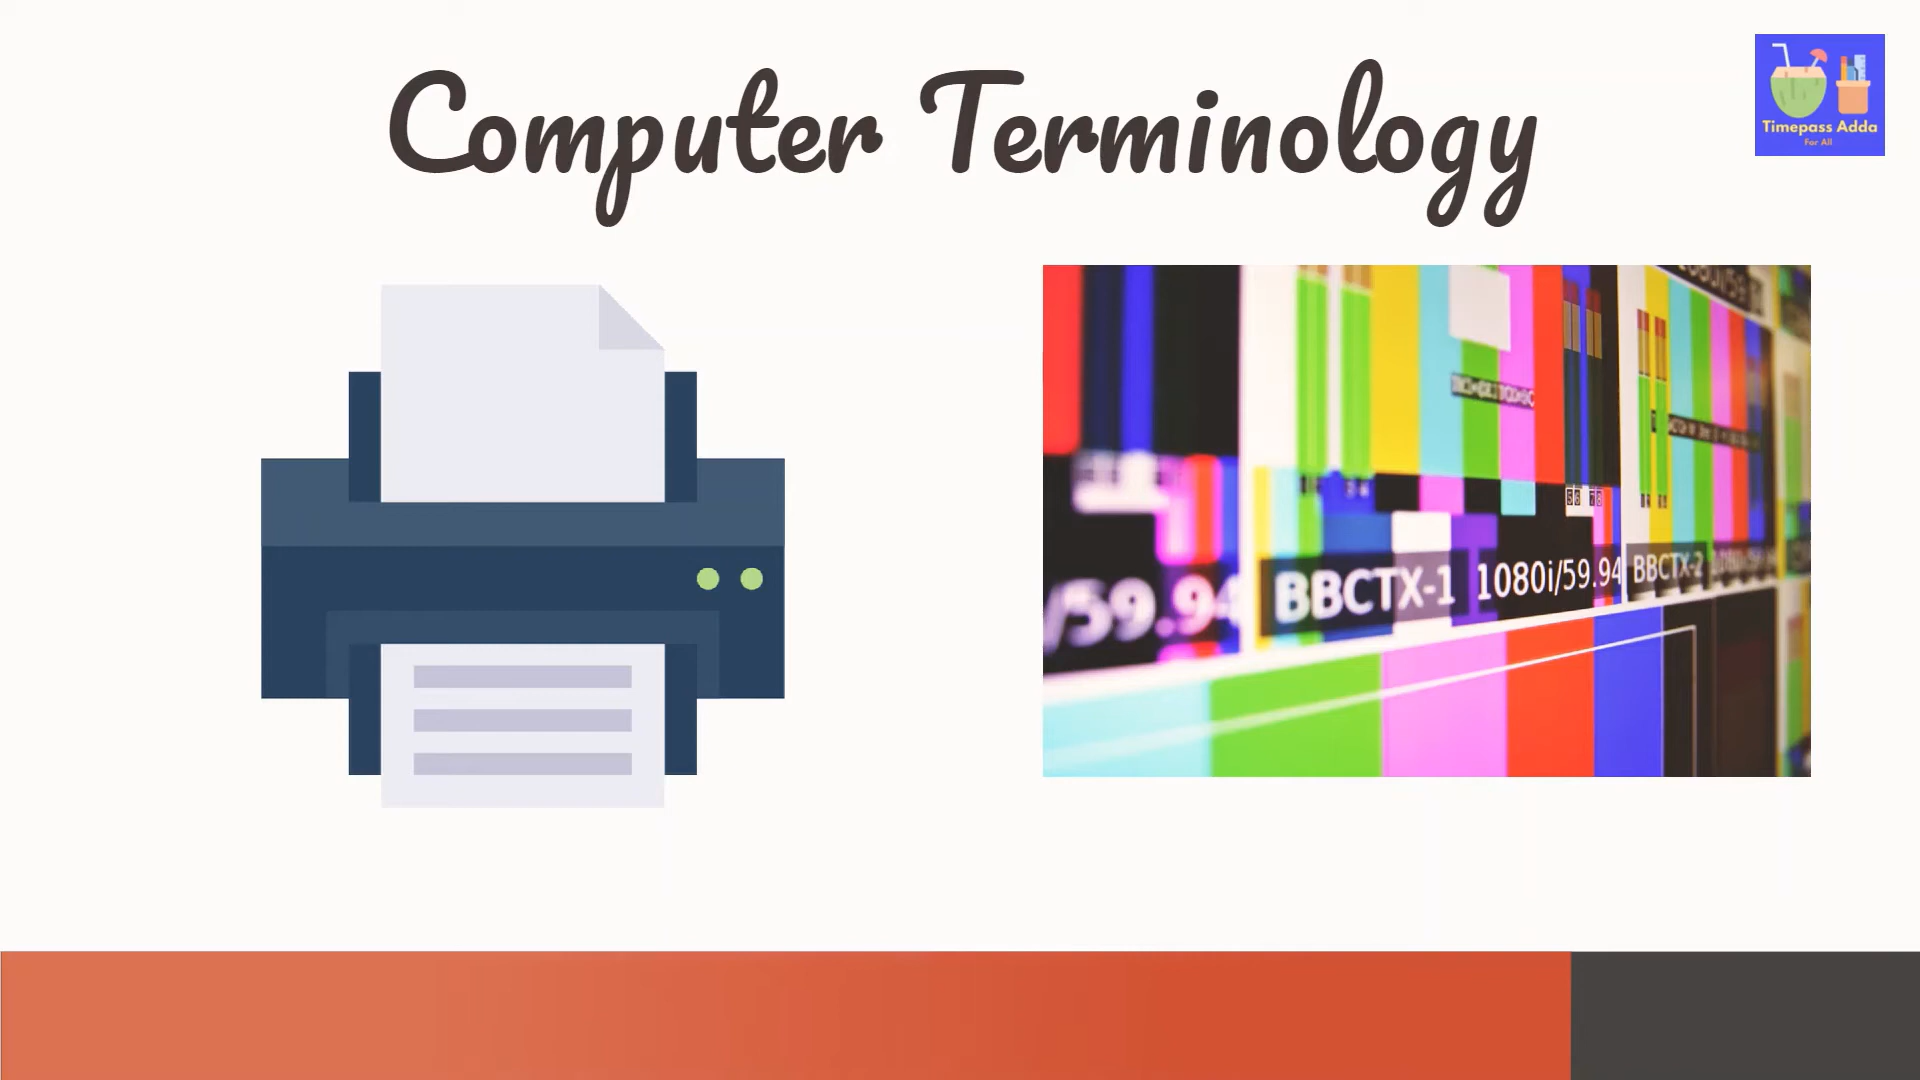 Computer Terminology
Timepass Adda
For All
/59.94
BBCTX-1 1080i/59.94
BBCTX-2